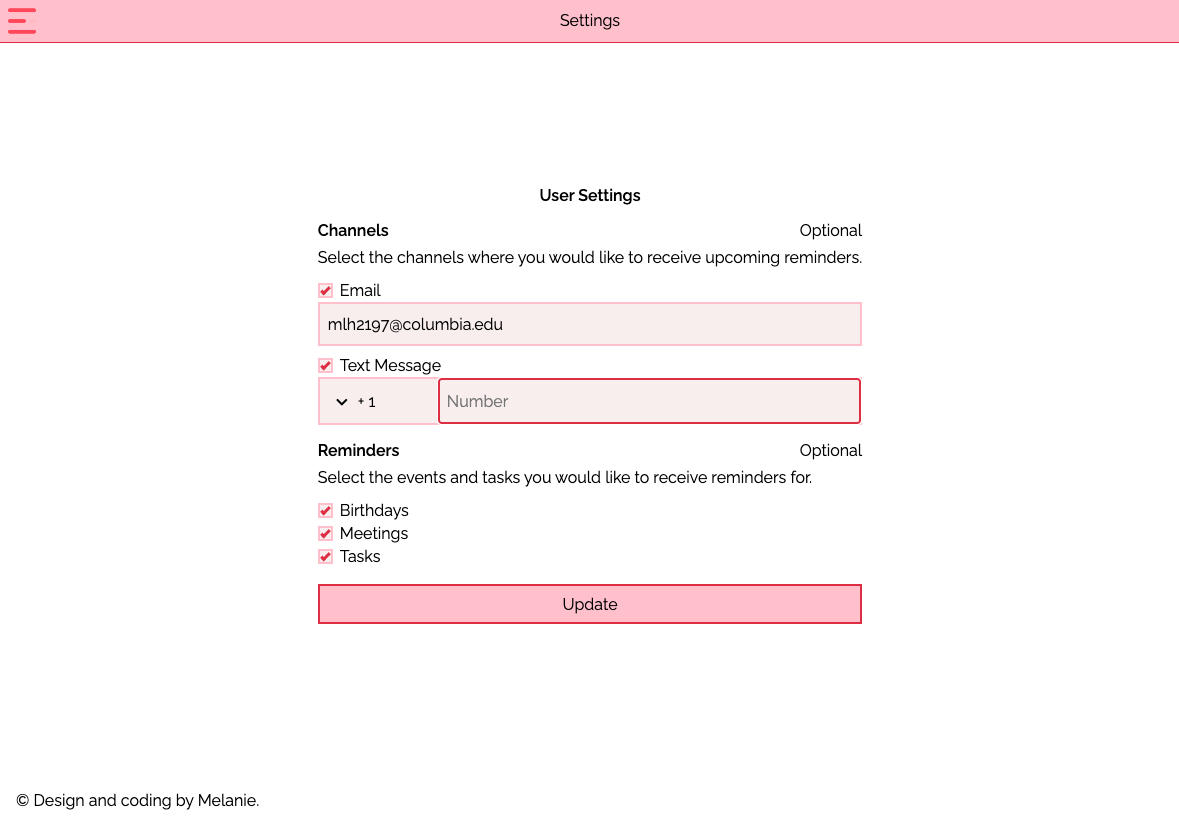 Settings
User Settings
Channels Optional
Select the channels where you would like to receive upcoming reminders.
Email
mlh2197@columbia.edu
Text Message
+ 1 Number
Reminders Optional
Select the events and tasks you would like to receive reminders for.
Birthdays
Meetings
Tasks
Update
© Design and coding by Melanie.